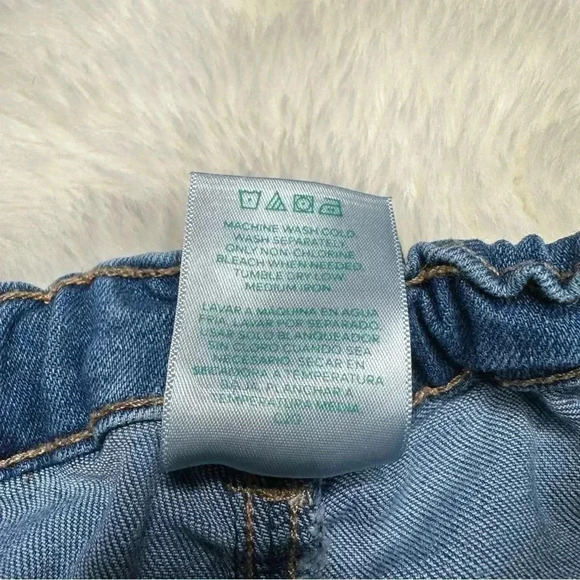 MACHINE WASH COLD.
WASH SEPARATELY.
ONLY NON-CHLORINE
BLEACH WHEN NEEDED.
TUMBLE DRY LOW.
MEDIUM IRON.
LAVAR A MÁQUINA EN AGUA
FRÍA. LAVAR POR SEPARADO.
USAR SOLO BLANQUEADOR
SIN CLORO CUANDO SEA
NECESARIO. SECAR EN
SECADORA A TEMPERATURA
BAJA. PLANCHAR A
TEMPERATURA MEDIA.